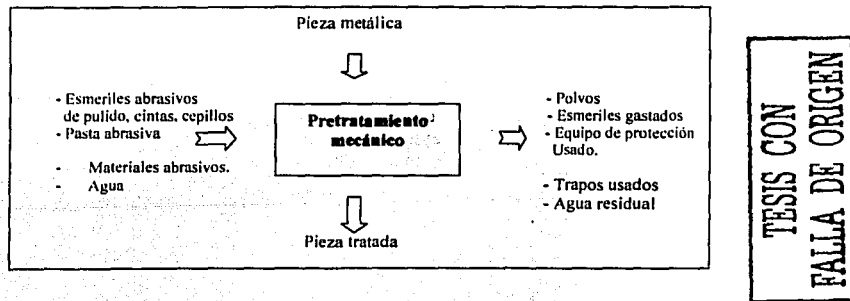 Pieza metálica
- Esmeriles abrasivos
de pulido, cintas, cepillos
- Pasta abrasiva
- Materiales abrasivos.
- Agua
Pretratamiento
mecánico
- Polvos
- Esmeriles gastados
- Equipo de protección
Usado.
- Trapos usados
- Agua residual
Pieza tratada
TESIS CON
FALLA DE ORIGEN